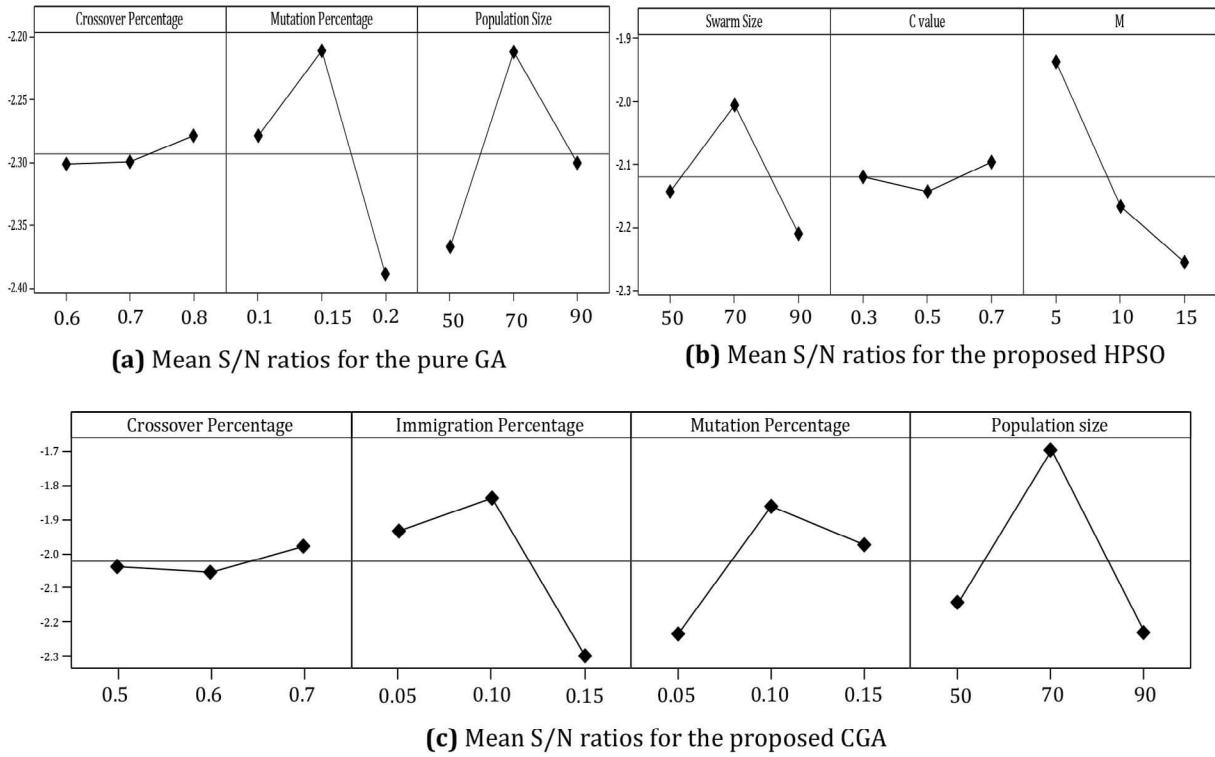 Crossover Percentage Mutation Percentage Population Size
-2.20
-2.25
-2.30
-2.35
-2.40
0.6 0.7 0.8 0.1 0.15 0.2 50 70 90
(a) Mean S/N ratios for the pure GA
Swarm Size C value M
-1.9
-2.0
-2.1
-2.2
-2.3
50 70 90 0.3 0.5 0.7 5 10 15
(b) Mean S/N ratios for the proposed HPSO
Crossover Percentage Immigration Percentage Mutation Percentage Population size
-1.7
-1.8
-1.9
-2.0
-2.1
-2.2
-2.3
0.5 0.6 0.7 0.05 0.10 0.15 0.05 0.10 0.15 50 70 90
(c) Mean S/N ratios for the proposed CGA